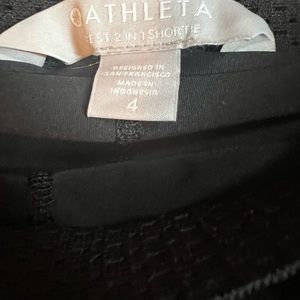 ATHLETA
2 IN 1 SHORTIE
DESIGNED IN
SAN FRANCISCO
MADE IN
INDONESIA
4